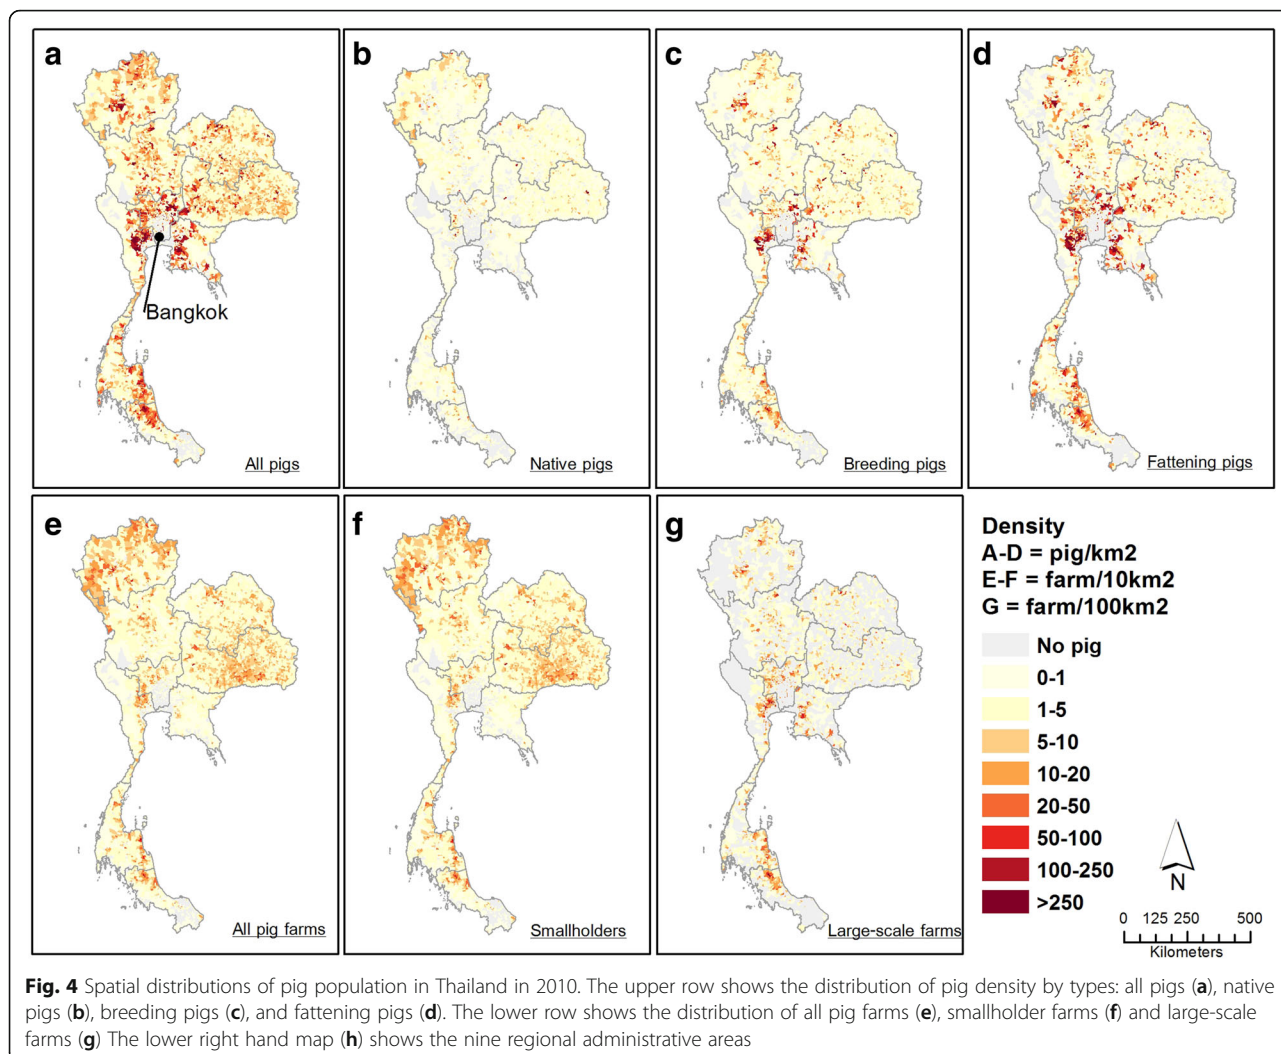 a
b
c
d
Bangkok
All pigs
Native pigs
Breeding pigs
Fattening pigs
e
f
g
All pig farms
Smallholders
Large-scale farms
Density
A-D = pig/km2
E-F = farm/10km2
G = farm/100km2
No pig
0-1
1-5
5-10
10-20
20-50
50-100
100-250
>250
N
0 125 250 500
Kilometers
Fig. 4 Spatial distributions of pig population in Thailand in 2010. The upper row shows the distribution of pig density by types: all pigs (a), native
pigs (b), breeding pigs (c), and fattening pigs (d). The lower row shows the distribution of all pig farms (e), smallholder farms (f) and large-scale
farms (g) The lower right hand map (h) shows the nine regional administrative areas